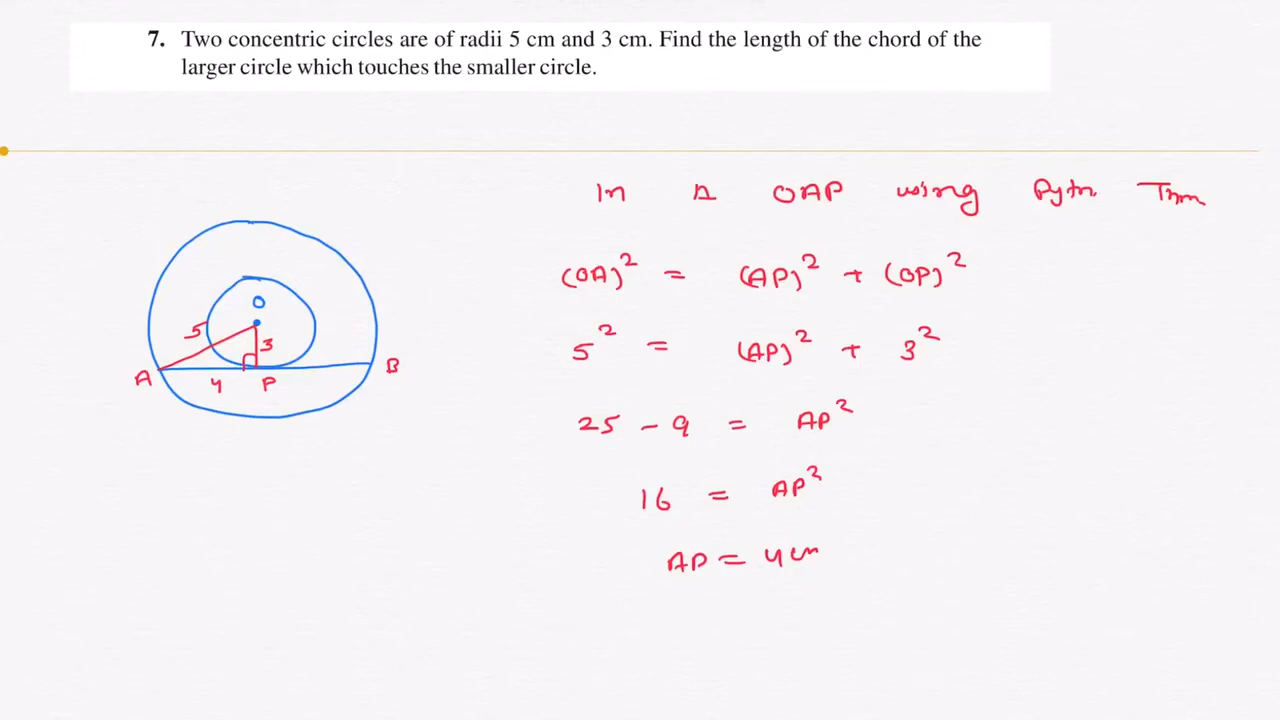 7. Two concentric circles are of radii 5 cm and 3 cm. Find the length of the chord of the
larger circle which touches the smaller circle.
In Δ OAP using Pytn. Thm
(OA)² = (AP)² + (OP)²
5² = (AP)² + 3²
25 - 9 = AP²
16 = AP²
AP = 4cm
O
5
3
A
4
P
B